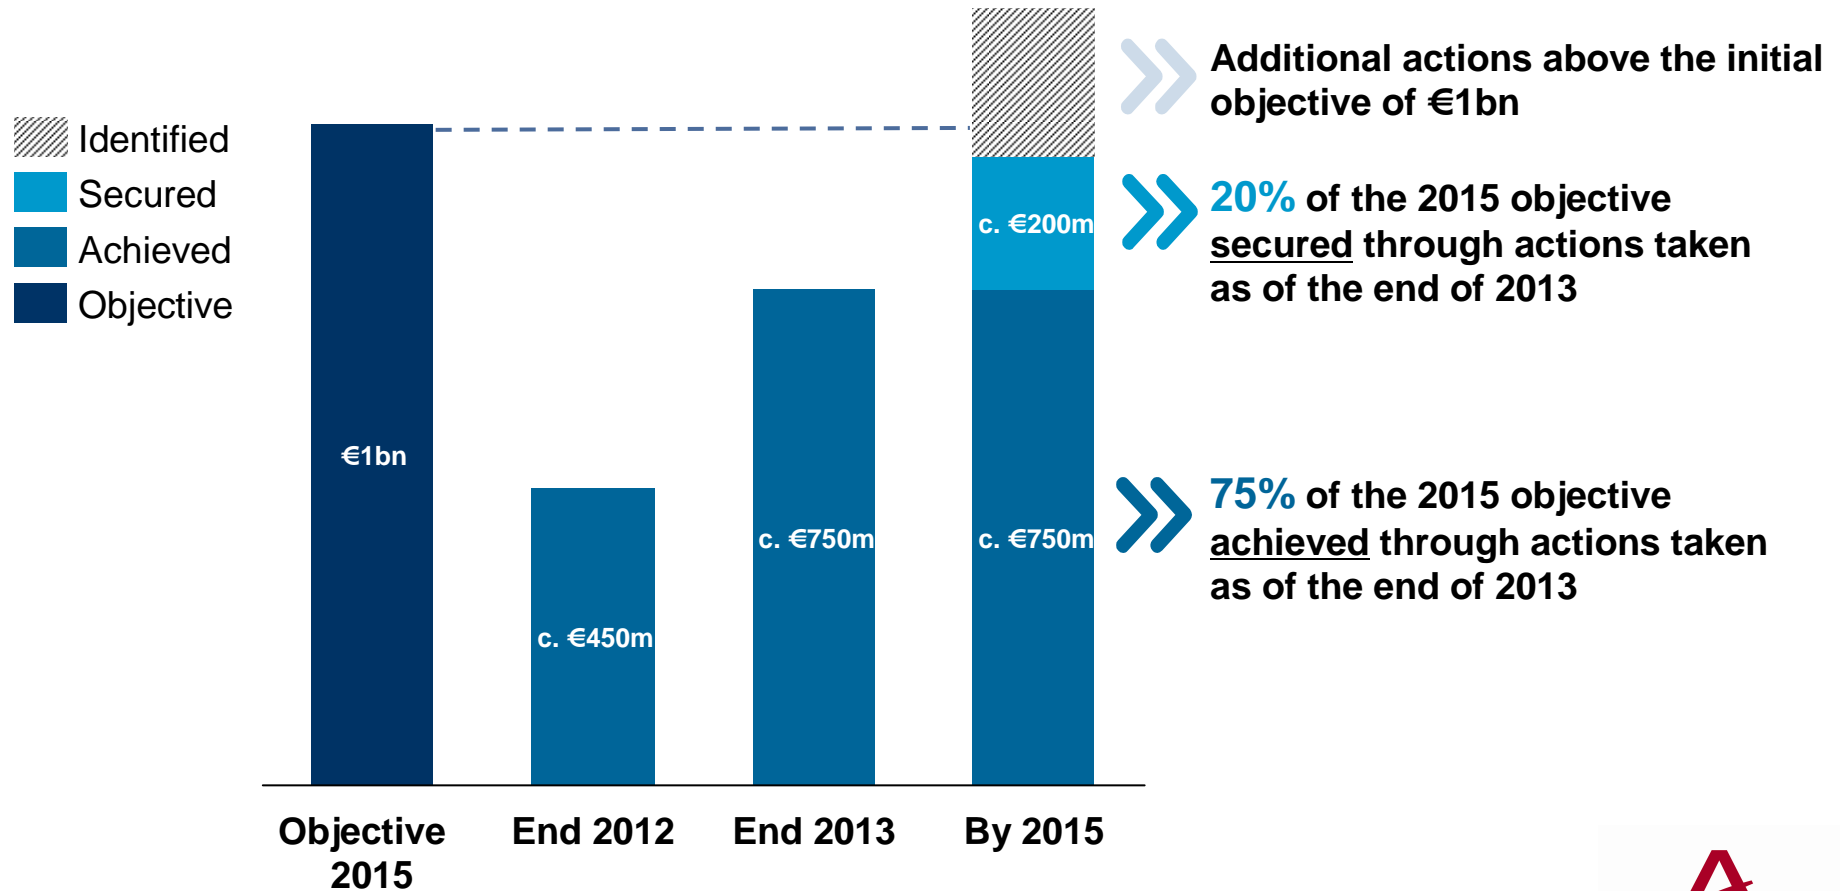 Identified
Secured
Achieved
Objective
€1bn
c. €450m
c. €750m
c. €200m
c. €750m
Objective
2015
End 2012
End 2013
By 2015
Additional actions above the initial
objective of €1bn
20% of the 2015 objective
secured through actions taken
as of the end of 2013
75% of the 2015 objective
achieved through actions taken
as of the end of 2013